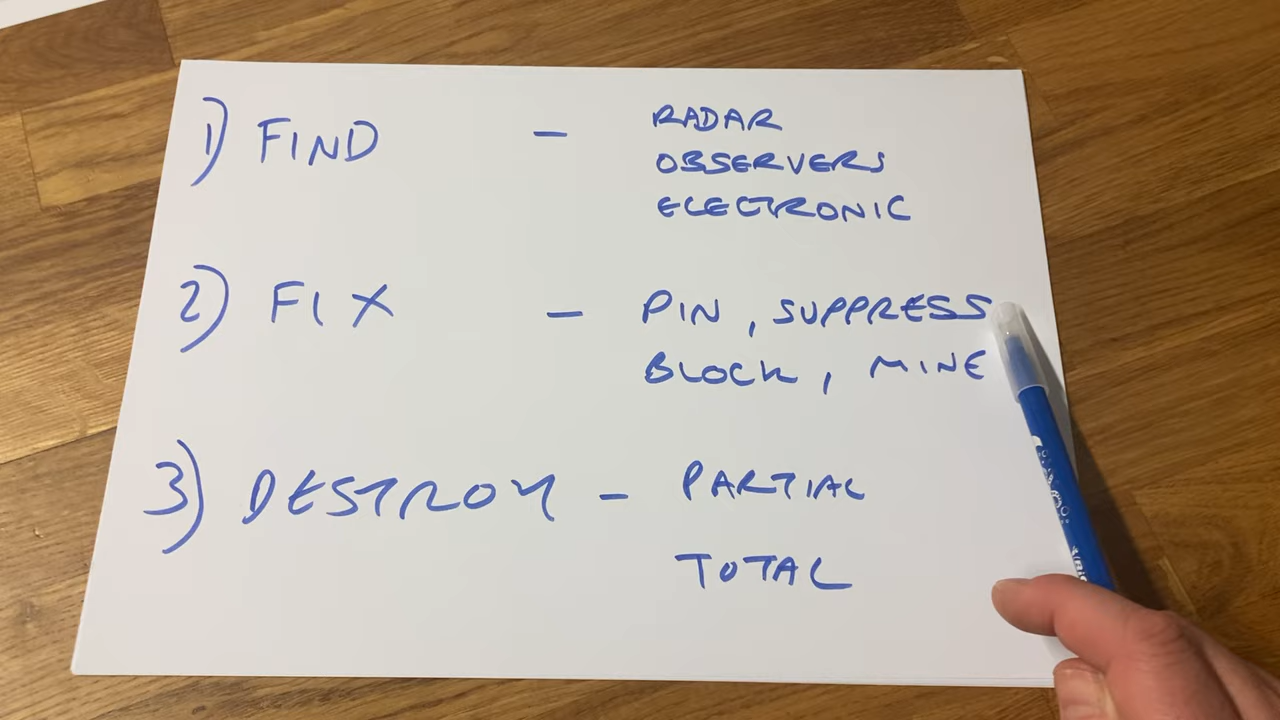 1) FIND - RADAR
OBSERVERS
ELECTRONIC
2) FIX - PIN, SUPPRESS
BLOCK, MINE
3) DESTROY - PARTIAL
TOTAL